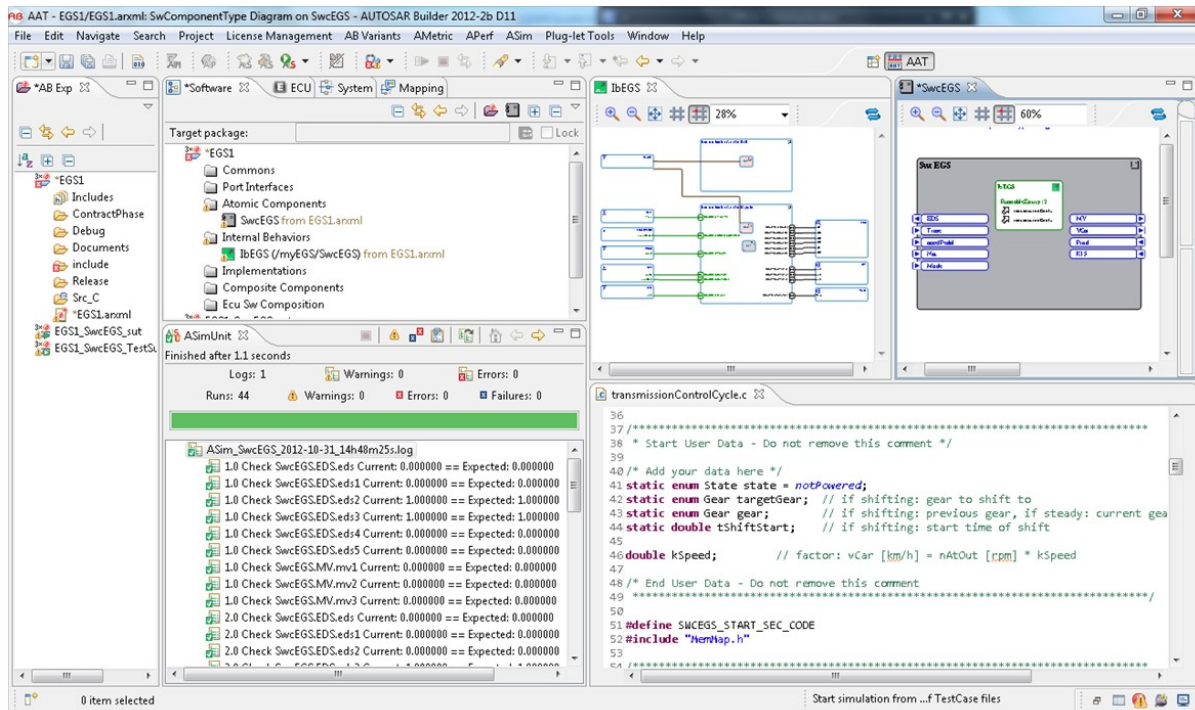 AAT - EGS1/EGS1.arxml: SwComponentType Diagram on SwcEGS - AUTOSAR Builder 2012-2b D11
File Edit Navigate Search Project License Management AB Variants AMetric APerf ASim Plug-let Tools Window Help
AAT
*AB Exp
*EGS1
Includes
ContractPhase
Debug
Documents
include
Release
Src_C
*EGS1.arxml
EGS1_SwcEGS_sut
EGS1_SwcEGS_TestSu
*Software ECU System Mapping
Target package: Lock
*EGS1
Commons
Port Interfaces
Atomic Components
SwcEGS from EGS1.arxml
Internal Behaviors
IbEGS (/myEGS/SwcEGS) from EGS1.arxml
Implementations
Composite Components
Ecu Sw Composition
ASimUnit
Finished after 1.1 seconds
Logs: 1 Warnings: 0 Errors: 0
Runs: 44 Warnings: 0 Errors: 0 Failures: 0
ASim_SwcEGS_2012-10-31_14h48m25s.log
1.0 Check SwcEGS.EDS.eds Current: 0.000000 == Expected: 0.000000
1.0 Check SwcEGS.EDS.eds1 Current: 0.000000 == Expected: 0.000000
1.0 Check SwcEGS.EDS.eds2 Current: 1.000000 == Expected: 1.000000
1.0 Check SwcEGS.EDS.eds3 Current: 1.000000 == Expected: 1.000000
1.0 Check SwcEGS.EDS.eds4 Current: 0.000000 == Expected: 0.000000
1.0 Check SwcEGS.EDS.eds5 Current: 0.000000 == Expected: 0.000000
1.0 Check SwcEGS.MV.mv1 Current: 0.000000 == Expected: 0.000000
1.0 Check SwcEGS.MV.mv2 Current: 1.000000 == Expected: 1.000000
1.0 Check SwcEGS.MV.mv3 Current: 0.000000 == Expected: 0.000000
2.0 Check SwcEGS.EDS.eds Current: 0.000000 == Expected: 0.000000
2.0 Check SwcEGS.EDS.eds1 Current: 0.000000 == Expected: 0.000000
2.0 Check SwcEGS.EDS.eds2 Current: 0.000000 == Expected: 0.000000
IbEGS
28%
*SwcEGS
60%
Swc EGS
IbEGS
EDS
MV
transmissionControlCycle.c
36
37 /*****************************************************************************
38 * Start User Data - Do not remove this comment */
39
40 /* Add your data here */
41 static enum State state = notPowered;
42 static enum Gear targetGear; // if shifting: gear to shift to
43 static enum Gear gear; // if shifting: previous gear, if steady: current gea
44 static double tShiftStart; // if shifting: start time of shift
45
46 double kSpeed; // factor: vCar [km/h] = nAtOut [rpm] * kSpeed
47
48 /* End User Data - Do not remove this comment
49 *****************************************************************************/
50
51 #define SWCEGS_START_SEC_CODE
52 #include "MemMap.h"
53
54 /*****************************************************************************
0 item selected
Start simulation from ...f TestCase files